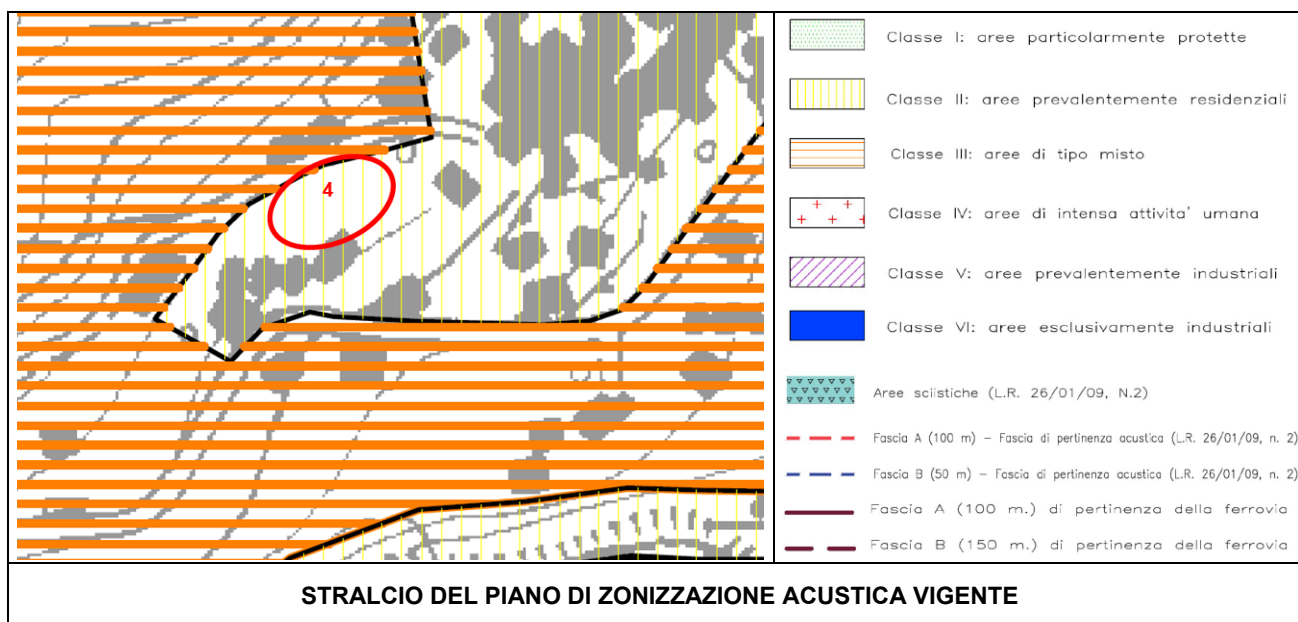 4
Classe I: aree particolarmente protette
Classe II: aree prevalentemente residenziali
Classe III: aree di tipo misto
Classe IV: aree di intensa attivita' umana
Classe V: aree prevalentemente industriali
Classe VI: aree esclusivamente industriali
Aree sciistiche (L.R. 26/01/09, N.2)
Fascia A (100 m) – Fascia di pertinenza acustica (L.R. 26/01/09, n. 2)
Fascia B (50 m) – Fascia di pertinenza acustica (L.R. 26/01/09, n. 2)
Fascia A (100 m.) di pertinenza della ferrovia
Fascia B (150 m.) di pertinenza della ferrovia
STRALCIO DEL PIANO DI ZONIZZAZIONE ACUSTICA VIGENTE